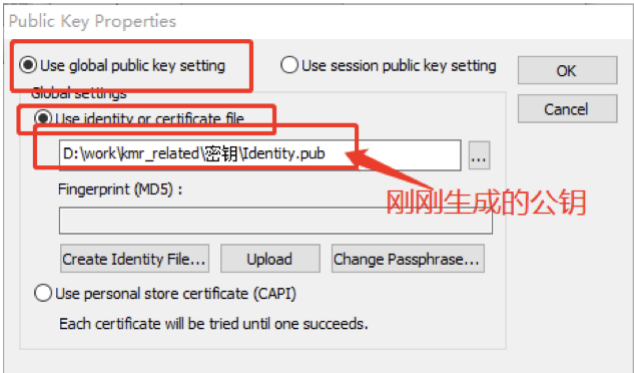 Public Key Properties
Use global public key setting
Use session public key setting
OK
Global settings
Cancel
Use identity or certificate file
D:\work\kmr_related\密钥\Identity.pub
...
Fingerprint (MD5) :
刚刚生成的公钥
Create Identity File...
Upload
Change Passphrase...
Use personal store certificate (CAPI)
Each certificate will be tried until one succeeds.